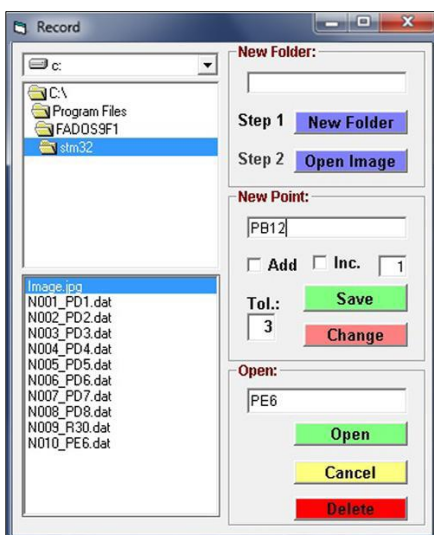 Record
c:
C:\
Program Files
FADOS9F1
stm32
Image.jpg
N001_PD1.dat
N002_PD2.dat
N003_PD3.dat
N004_PD4.dat
N005_PD5.dat
N006_PD6.dat
N007_PD7.dat
N008_PD8.dat
N009_R30.dat
N010_PE6.dat
New Folder:
Step 1 New Folder
Step 2 Open Image
New Point:
PB12
Add Inc. 1
Tol.: Save
3 Change
Open:
PE6
Open
Cancel
Delete